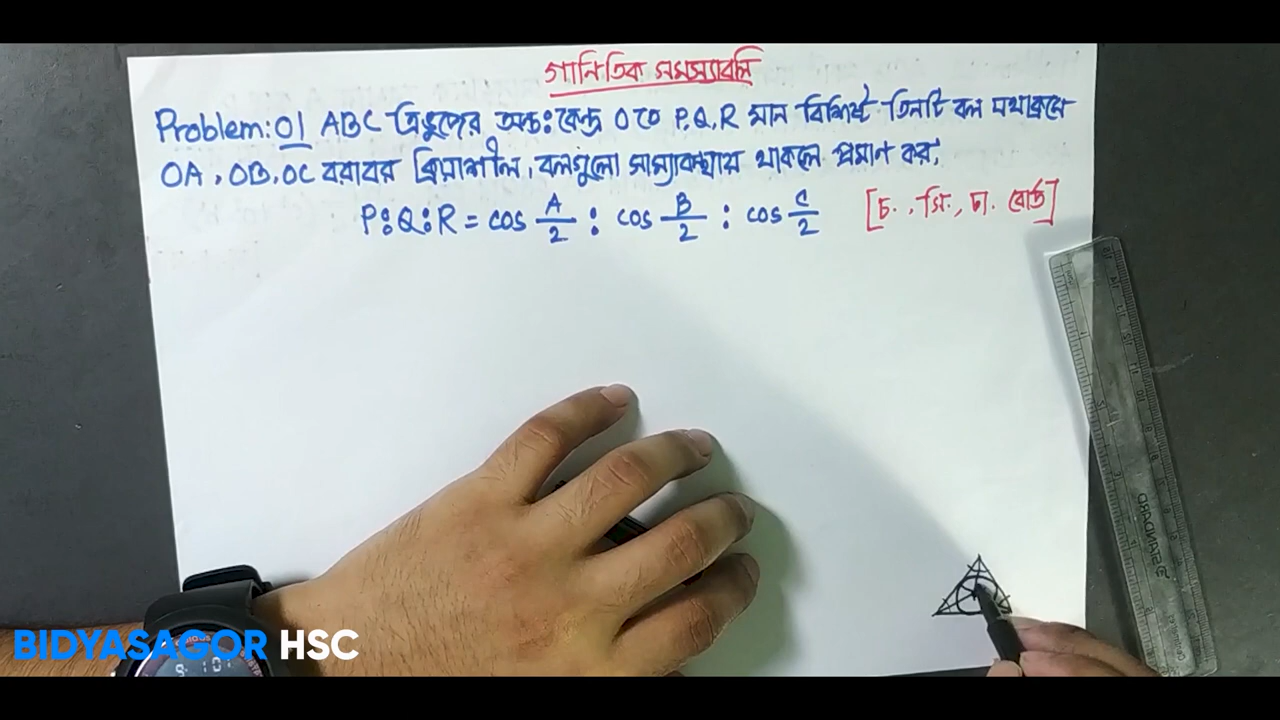 গানিতিক সমস্যাবলি
Problem: 01 ABC ত্রিভুজের অন্তঃকেন্দ্র O তে P, Q, R মান বিশিষ্ট তিনটি বল যথাক্রমে
OA, OB, OC বরাবর ক্রিয়াশীল, বলগুলো সাম্যাবস্থায় থাকলে প্রমাণ কর,
P:Q:R = cos A/2 : cos B/2 : cos C/2 [চ., সি., ঢা. বোর্ড]
STANDARD
BIDYASAGOR HSC